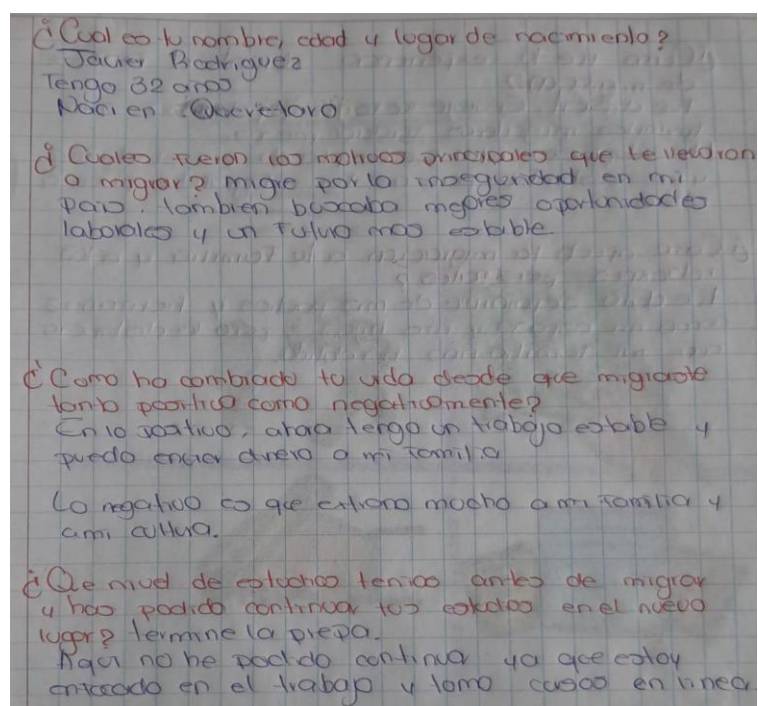 ¿Cual es tu nombre, edad y lugar de nacimiento?
Javier Rodriguez
Tengo 32 años
Naci en Queretaro
¿Cuales fueron los motivos principales que te llevaron
a migrar? migre por la inseguridad en mi
pais. Tambien buscaba mejores oportunidades
laborales y un futuro mas estable
¿Como ha cambiado tu vida desde que migraste
tanto positiva como negativamente?
En lo positivo, ahora tengo un trabajo estable y
puedo enviar dinero a mi familia
Lo negativo es que extraño mucho a mi familia y
a mi cultura.
¿Que nivel de estudios tenias antes de migrar
y has podido continuar tus estudios en el nuevo
lugar? termine la prepa.
Aqui no he podido continuar ya que estoy
enfocado en el trabajo y tomo cursos en linea